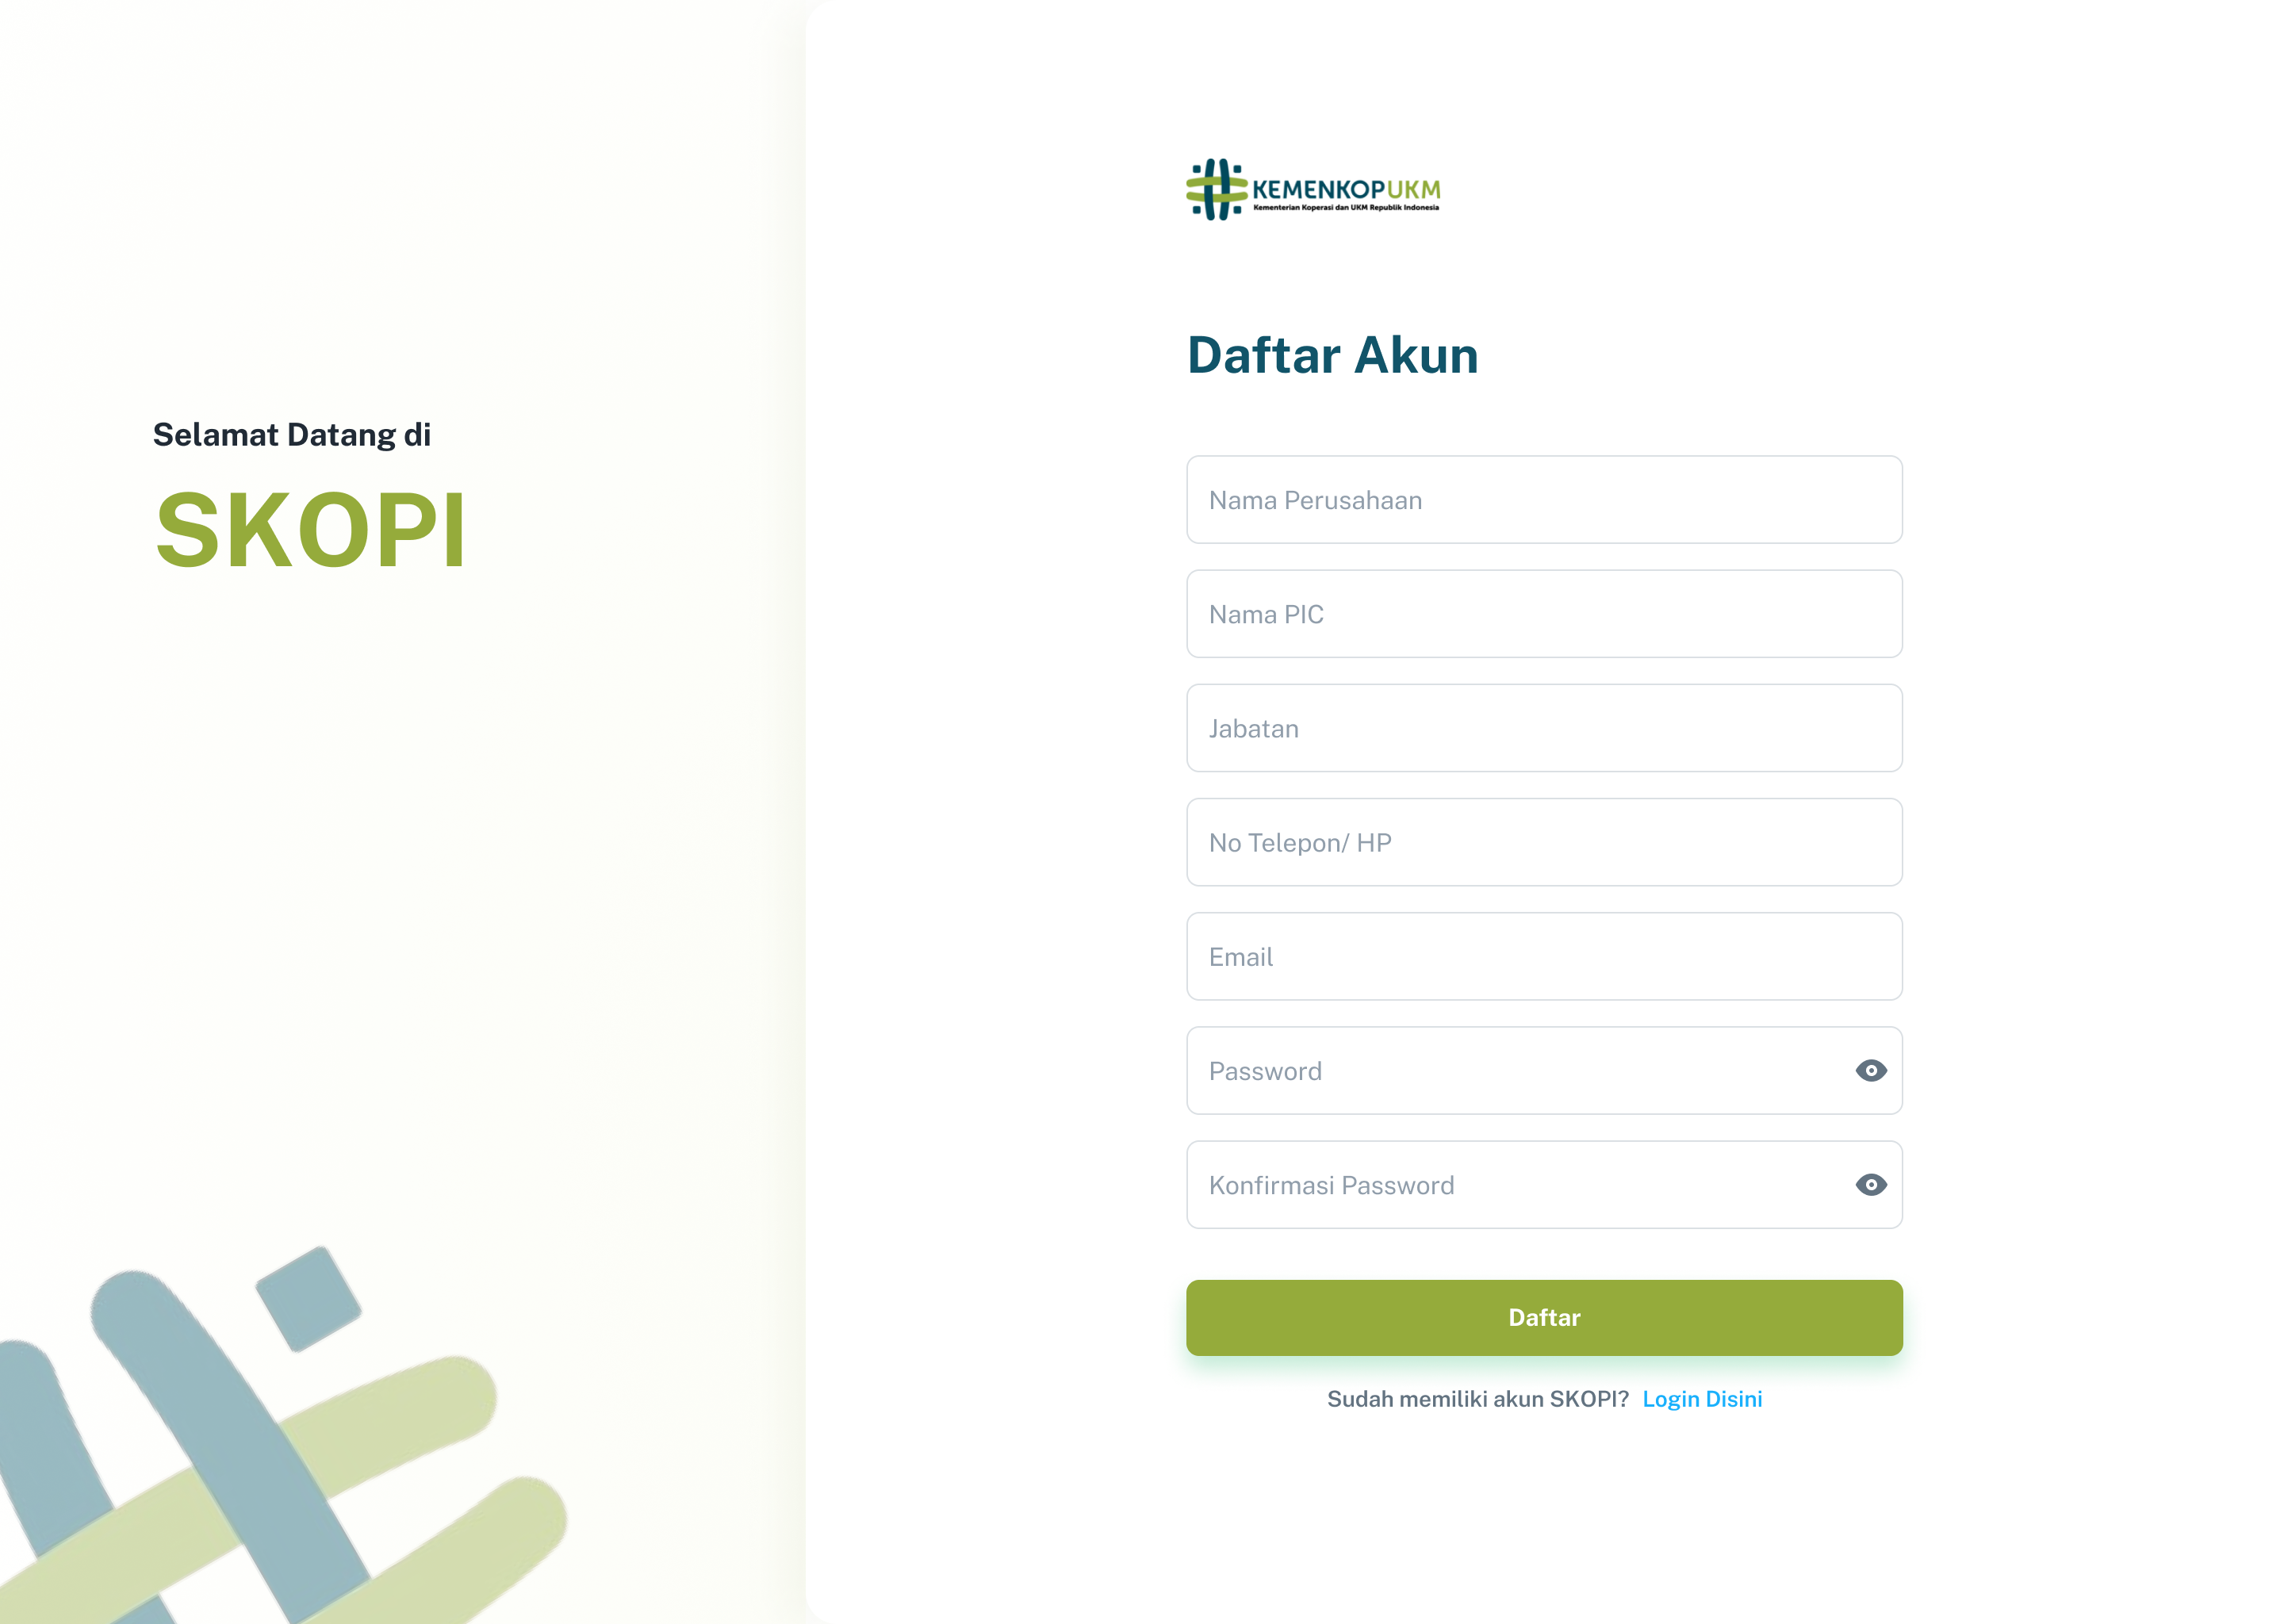 Selamat Datang di
SKOPI
KEMENKOPUKM
Kementerian Koperasi dan UKM Republik Indonesia
Daftar Akun
Nama Perusahaan
Nama PIC
Jabatan
No Telepon/ HP
Email
Password
Konfirmasi Password
Daftar
Sudah memiliki akun SKOPI? Login Disini